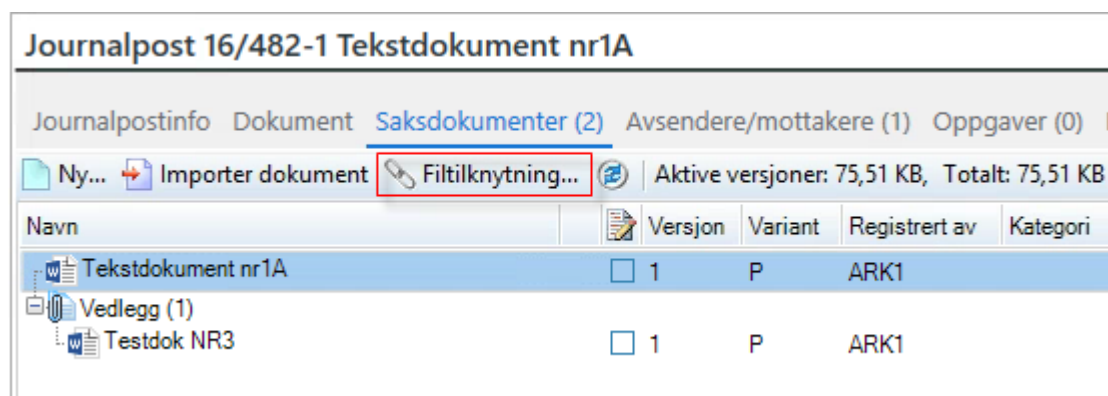 Journalpost 16/482-1 Tekstdokument nr1A
Journalpostinfo Dokument Saksdokumenter (2) Avsendere/mottakere (1) Oppgaver (0)
Ny... Importer dokument Filtilknytning... Aktive versjoner: 75,51 KB, Totalt: 75,51 KB
Navn Versjon Variant Registrert av Kategori
Tekstdokument nr1A 1 P ARK1
Vedlegg (1)
Testdok NR3 1 P ARK1